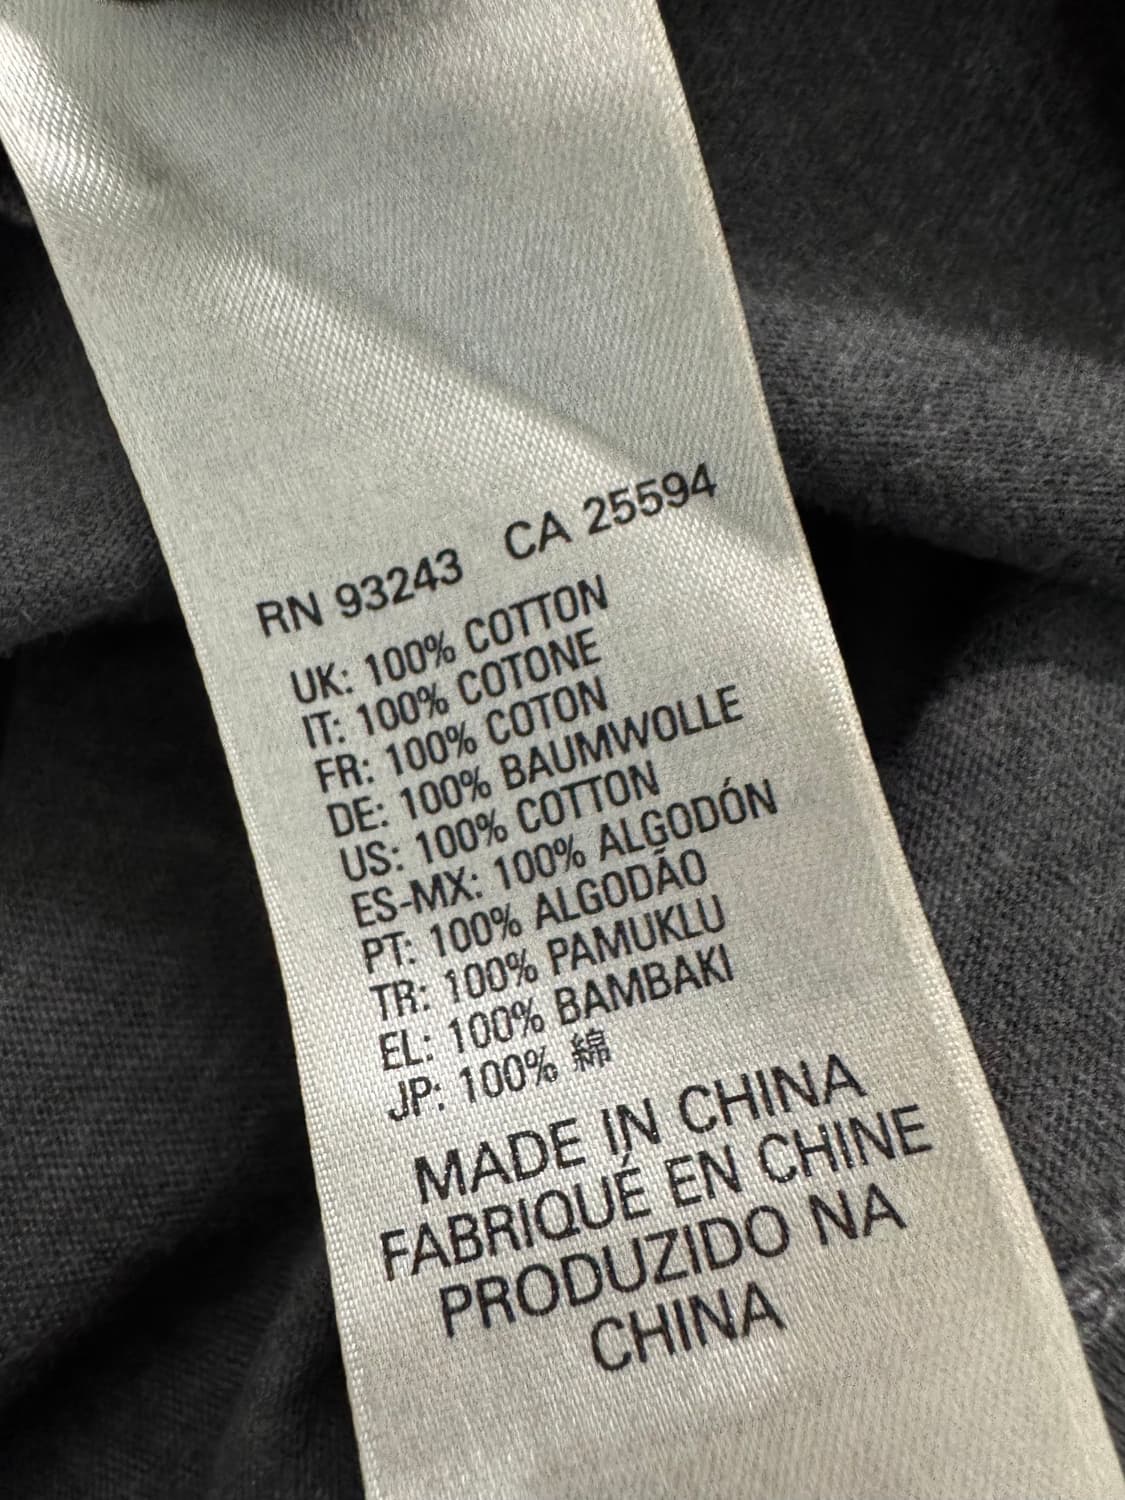 RN 93243 CA 25594
UK: 100% COTTON
IT: 100% COTONE
FR: 100% COTON
DE: 100% BAUMWOLLE
US: 100% COTTON
ES-MX: 100% ALGODÓN
PT: 100% ALGODÃO
TR: 100% PAMUKLU
EL: 100% BAMBAKI
JP: 100% 綿
MADE IN CHINA
FABRIQUÉ EN CHINE
PRODUZIDO NA
CHINA